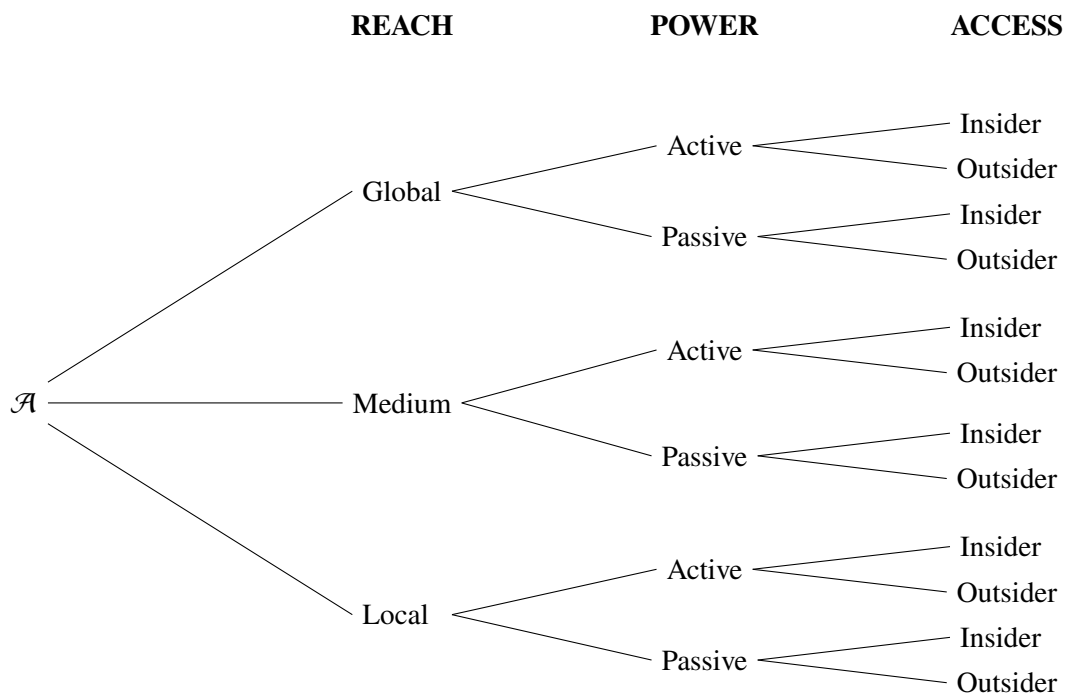 REACH POWER ACCESS
Insider
Active
Outsider
Global
Insider
Passive
Outsider
Insider
Active
Outsider
𝒜 Medium
Insider
Passive
Outsider
Insider
Active
Outsider
Local
Insider
Passive
Outsider